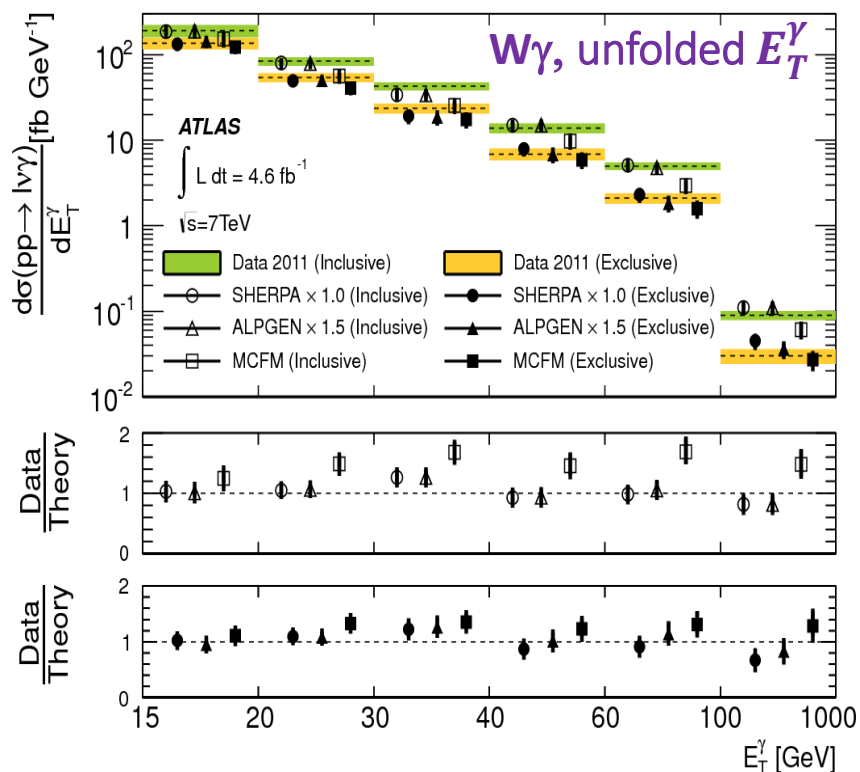 Wγ, unfolded E_T^γ
dσ(pp→ lνγ)
dE_T^γ
[fb GeV⁻¹]
10²
10
1
10⁻¹
10⁻²
ATLAS
∫ L dt = 4.6 fb⁻¹
√s=7TeV
Data 2011 (Inclusive)
Data 2011 (Exclusive)
SHERPA × 1.0 (Inclusive)
SHERPA × 1.0 (Exclusive)
ALPGEN × 1.5 (Inclusive)
ALPGEN × 1.5 (Exclusive)
MCFM (Inclusive)
MCFM (Exclusive)
Data
Theory
2
1
0
Data
Theory
2
1
0
15 20 30 40 60 100 1000
E_T^γ [GeV]